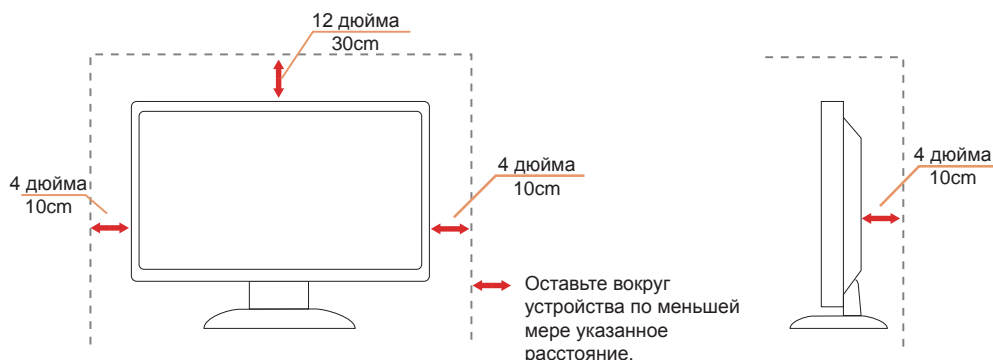 12 дюйма
30cm
4 дюйма
10cm
4 дюйма
10cm
4 дюйма
10cm
Оставьте вокруг
устройства по меньшей
мере указанное
расстояние.